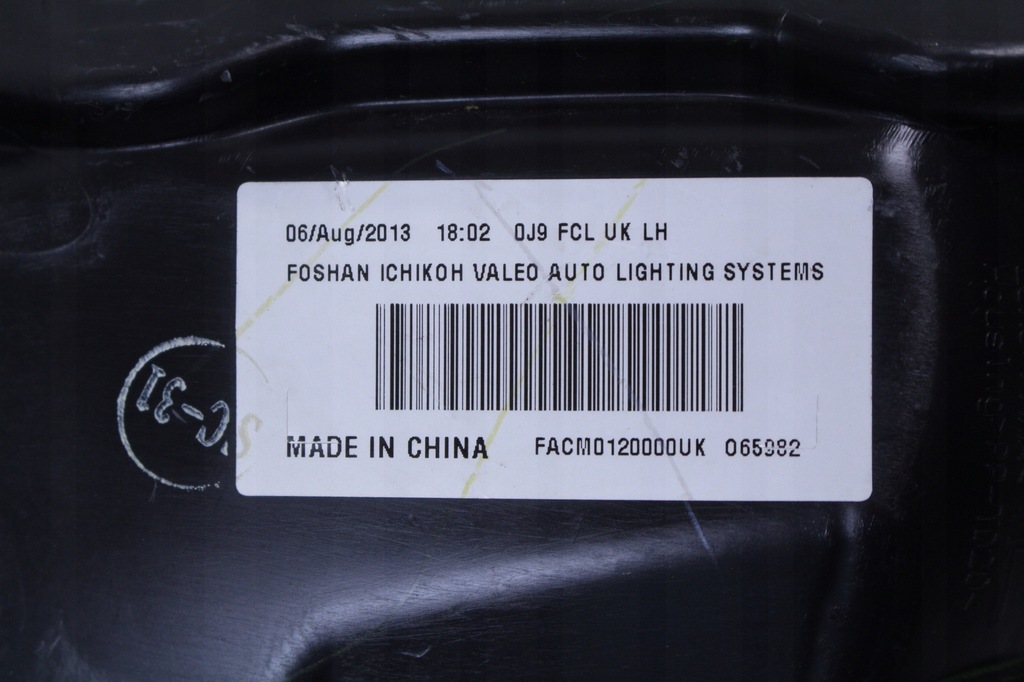 06/Aug/2013 18:02 0J9 FCL UK LH
FOSHAN ICHIKOH VALEO AUTO LIGHTING SYSTEMS
C-31
MADE IN CHINA FACM0120000UK 065982